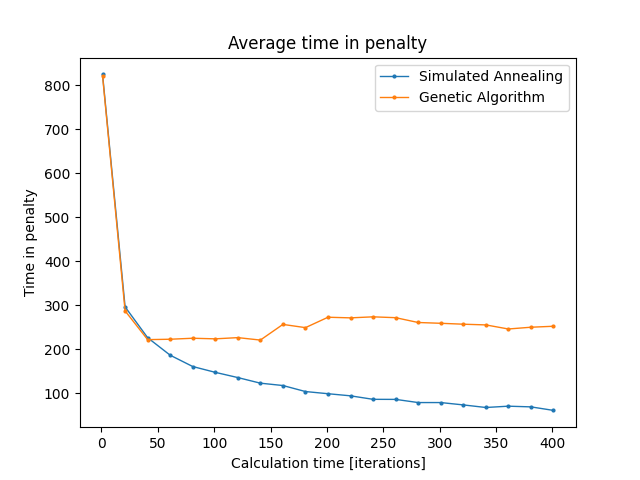 Average time in penalty
Simulated Annealing
Genetic Algorithm
Time in penalty
800
700
600
500
400
300
200
100
0 50 100 150 200 250 300 350 400
Calculation time [iterations]